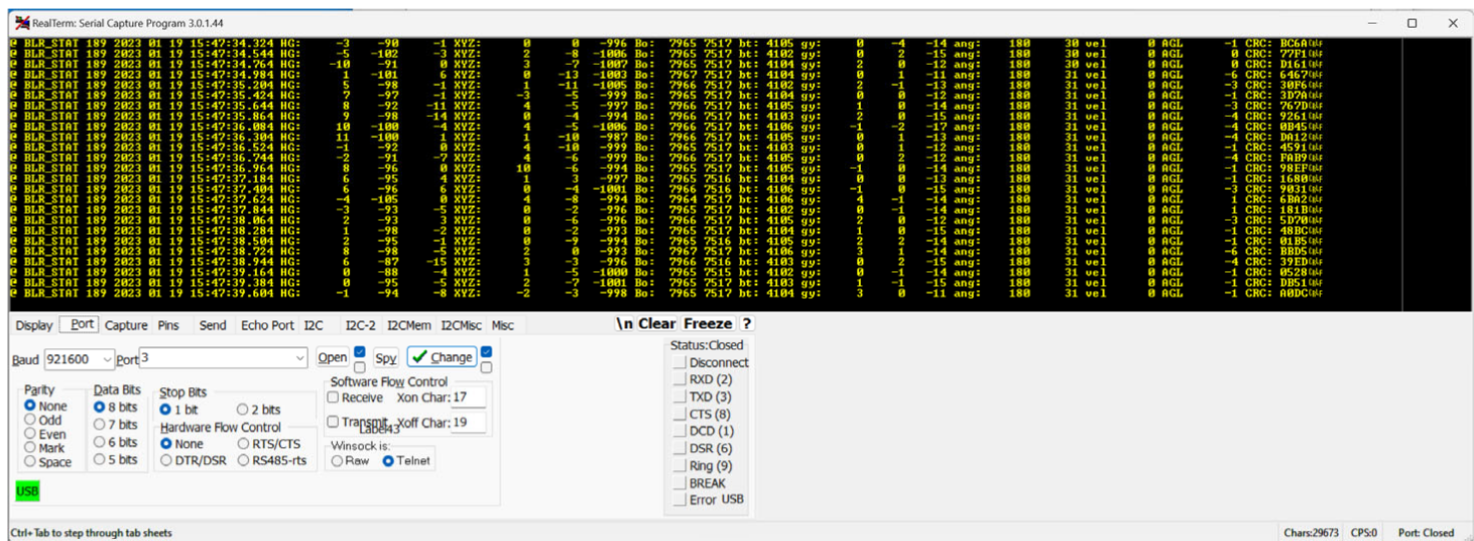 RealTerm: Serial Capture Program 3.0.1.44
@ BLR_STAT 189 2023 01 19 15:47:34.324 HG: -3 -90 -1 XYZ: 0 0 -996 Bo: 7965 7517 bt: 4105 gy: 0 -4 -14 ang: 180 30 vel 0 AGL -1 CRC: BC6A
@ BLR_STAT 189 2023 01 19 15:47:34.544 HG: -5 -102 -3 XYZ: 2 -8 -1006 Bo: 7965 7517 bt: 4102 gy: 0 0 -12 ang: 180 30 vel 0 AGL 0 CRC: 77F1
@ BLR_STAT 189 2023 01 19 15:47:34.764 HG: -10 -91 0 XYZ: 3 -7 -1007 Bo: 7965 7517 bt: 4104 gy: 2 0 -12 ang: 180 30 vel 0 AGL 0 CRC: D161
@ BLR_STAT 189 2023 01 19 15:47:34.984 HG: 1 -101 6 XYZ: 0 -13 -1003 Bo: 7967 7517 bt: 4104 gy: 0 1 -11 ang: 180 31 vel 0 AGL -6 CRC: 6467
@ BLR_STAT 189 2023 01 19 15:47:35.204 HG: 5 -98 -1 XYZ: 1 -11 -1005 Bo: 7966 7517 bt: 4102 gy: 2 -1 -13 ang: 180 31 vel 0 AGL -3 CRC: 30F6
@ BLR_STAT 189 2023 01 19 15:47:35.424 HG: 7 -97 -1 XYZ: -3 -5 -999 Bo: 7965 7517 bt: 4104 gy: 0 0 -12 ang: 180 31 vel 0 AGL -1 CRC: 3D7A
@ BLR_STAT 189 2023 01 19 15:47:35.644 HG: 8 -92 -11 XYZ: 4 -5 -997 Bo: 7966 7517 bt: 4105 gy: 1 0 -14 ang: 180 31 vel 0 AGL -3 CRC: 767D
@ BLR_STAT 189 2023 01 19 15:47:35.864 HG: 9 -98 -14 XYZ: 0 -4 -994 Bo: 7966 7517 bt: 4103 gy: 2 0 -15 ang: 180 31 vel 0 AGL -4 CRC: 9261
@ BLR_STAT 189 2023 01 19 15:47:36.084 HG: 10 -100 -4 XYZ: 4 -5 -1006 Bo: 7966 7517 bt: 4106 gy: -1 -2 -17 ang: 180 31 vel 0 AGL -4 CRC: 0B45
@ BLR_STAT 189 2023 01 19 15:47:36.304 HG: 11 -100 1 XYZ: 1 -10 -987 Bo: 7966 7517 bt: 4105 gy: 0 -1 -13 ang: 180 31 vel 0 AGL -4 CRC: DA12
@ BLR_STAT 189 2023 01 19 15:47:36.524 HG: -1 -92 0 XYZ: 4 -10 -999 Bo: 7966 7517 bt: 4103 gy: 0 1 -12 ang: 180 31 vel 0 AGL -1 CRC: 4591
@ BLR_STAT 189 2023 01 19 15:47:36.744 HG: -2 -91 -7 XYZ: 4 -6 -999 Bo: 7966 7517 bt: 4105 gy: 0 2 -12 ang: 180 31 vel 0 AGL -4 CRC: FAB9
@ BLR_STAT 189 2023 01 19 15:47:36.964 HG: 8 0 XYZ: 10 Bo: 7965 7517 bt: 4105 gy: -1 0 ang: 180 31 vel 0 AGL -1 CRC: 98EF
@ BLR_STAT 189 2023 01 19 15:47:37.184 HG: 6 -95 4 XYZ: 1 -997 Bo: 7965 7516 bt: 4104 gy: 0 0 -13 ang: 180 31 vel 0 AGL -1 CRC: 1680
@ BLR_STAT 189 2023 01 19 15:47:37.404 HG: 6 -96 6 XYZ: 0 -4 -1001 Bo: 7966 7516 bt: 4106 gy: -1 0 -15 ang: 180 31 vel 0 AGL -3 CRC: 9031
@ BLR_STAT 189 2023 01 19 15:47:37.624 HG: -4 -105 0 XYZ: 4 -8 -994 Bo: 7964 7517 bt: 4106 gy: 4 -1 -14 ang: 180 31 vel 0 AGL 1 CRC: 6BA2
@ BLR_STAT 189 2023 01 19 15:47:37.844 HG: -3 -93 -5 XYZ: 0 -2 -996 Bo: 7965 7517 bt: 4102 gy: 0 -1 -14 ang: 180 31 vel 0 AGL 1 CRC: 181B
@ BLR_STAT 189 2023 01 19 15:47:38.064 HG: 2 -93 -3 XYZ: 0 -6 -996 Bo: 7966 7517 bt: 4105 gy: 2 0 -12 ang: 180 31 vel 0 AGL -3 CRC: 5D70
@ BLR_STAT 189 2023 01 19 15:47:38.284 HG: 1 -98 -2 XYZ: 0 -2 -993 Bo: 7965 7517 bt: 4104 gy: 1 0 -15 ang: 180 31 vel 0 AGL -1 CRC: 48BC
@ BLR_STAT 189 2023 01 19 15:47:38.504 HG: 2 -95 -1 XYZ: 0 -9 -994 Bo: 7965 7516 bt: 4105 gy: 2 2 -14 ang: 180 31 vel 0 AGL -1 CRC: 01B5
@ BLR_STAT 189 2023 01 19 15:47:38.724 HG: 8 -98 -5 XYZ: 2 0 -993 Bo: 7967 7517 bt: 4106 gy: 3 1 -14 ang: 180 31 vel 0 AGL -6 CRC: BBD5
@ BLR_STAT 189 2023 01 19 15:47:38.944 HG: 6 -87 -15 XYZ: 3 -3 -996 Bo: 7966 7517 bt: 4103 gy: 0 -2 -15 ang: 180 31 vel 0 AGL -4 CRC: 39ED
@ BLR_STAT 189 2023 01 19 15:47:39.164 HG: 0 -88 -4 XYZ: 1 -5 -1000 Bo: 7965 7515 bt: 4102 gy: 0 -1 -14 ang: 180 31 vel 0 AGL -1 CRC: 0528
@ BLR_STAT 189 2023 01 19 15:47:39.384 HG: 0 -95 -5 XYZ: 2 -7 -1001 Bo: 7965 7516 bt: 4103 gy: 1 -1 -15 ang: 180 31 vel 0 AGL -1 CRC: DB51
@ BLR_STAT 189 2023 01 19 15:47:39.604 HG: -1 -94 -8 XYZ: -2 -3 -998 Bo: 7965 7517 bt: 4104 gy: 3 0 -11 ang: 180 31 vel 0 AGL -1 CRC: A0DC
Display Port Capture Pins Send Echo Port I2C I2C-2 I2CMem I2CMisc Misc \n Clear Freeze ?
Baud 921600 Port 3 Open Spy Change
Parity
None
Odd
Even
Mark
Space
Data Bits
8 bits
7 bits
6 bits
5 bits
Stop Bits
1 bit 2 bits
Hardware Flow Control
None RTS/CTS
DTR/DSR RS485-rts
Software Flow Control
Receive Xon Char: 17
Transmit Xoff Char: 19
Label43
Winsock is:
Raw Telnet
Status:Closed
Disconnect
RXD (2)
TXD (3)
CTS (8)
DCD (1)
DSR (6)
Ring (9)
BREAK
Error USB
USB
Ctrl+Tab to step through tab sheets Chars:29673 CPS:0 Port: Closed